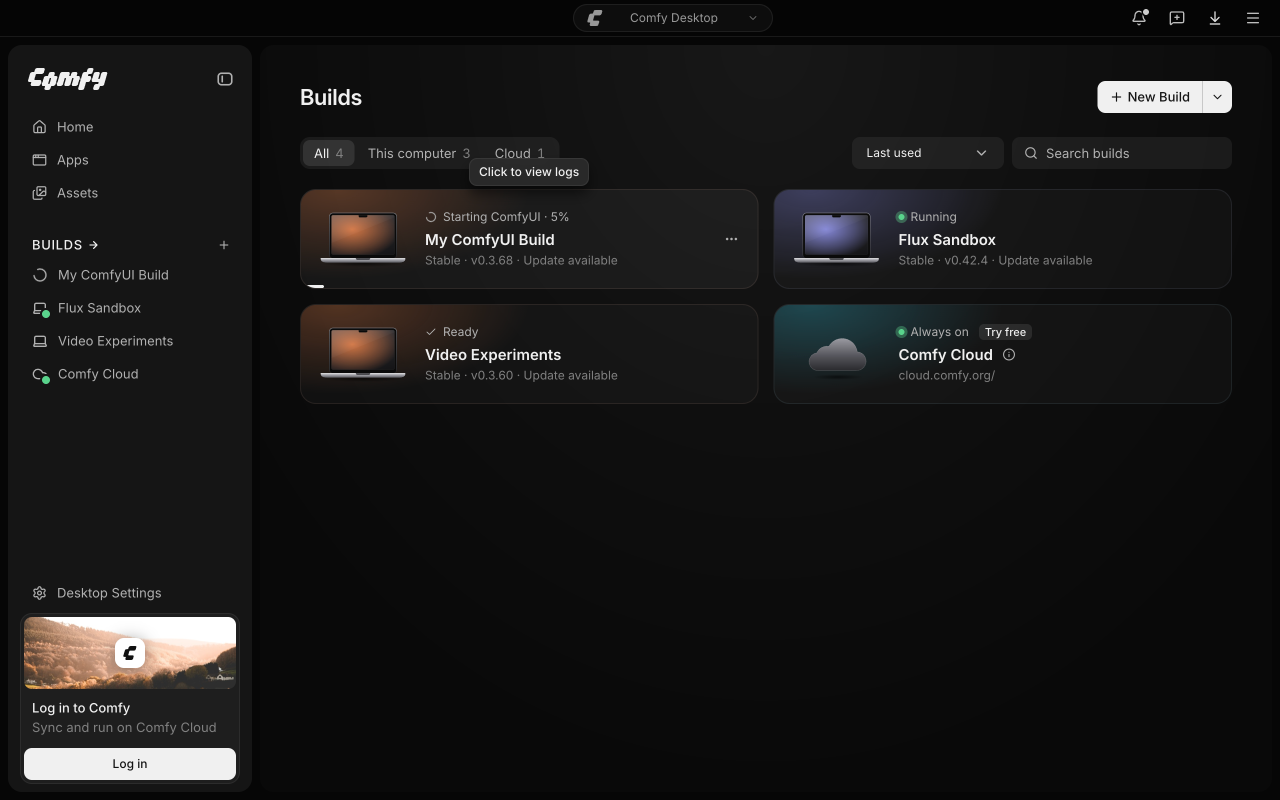 Comfy Desktop
Comfy
Home
Apps
Assets
BUILDS →
My ComfyUI Build
Flux Sandbox
Video Experiments
Comfy Cloud
Desktop Settings
Log in to Comfy
Sync and run on Comfy Cloud
Log in
Builds
+ New Build
All 4
This computer 3
Cloud 1
Last used
Search builds
Click to view logs
Starting ComfyUI · 5%
My ComfyUI Build
Stable · v0.3.68 · Update available
Running
Flux Sandbox
Stable · v0.42.4 · Update available
Ready
Video Experiments
Stable · v0.3.60 · Update available
Always on Try free
Comfy Cloud
cloud.comfy.org/